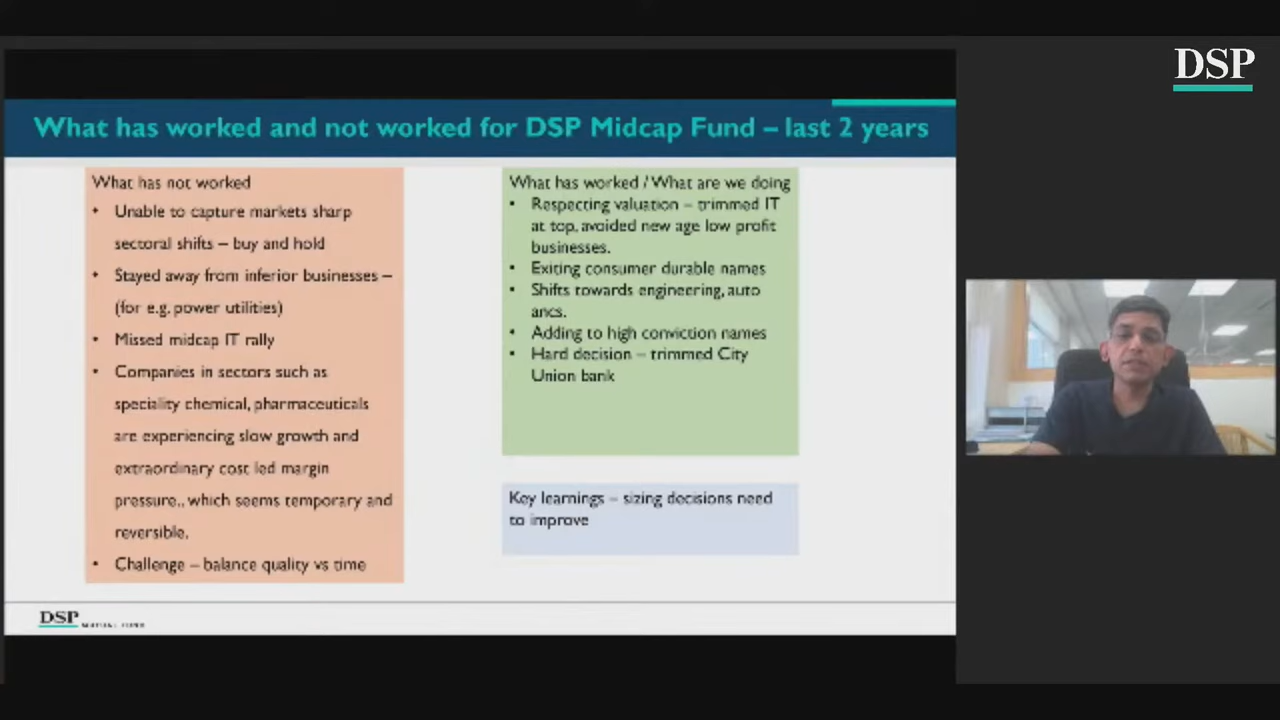 DSP
What has worked and not worked for DSP Midcap Fund – last 2 years
What has not worked
• Unable to capture markets sharp
sectoral shifts – buy and hold
• Stayed away from inferior businesses –
(for e.g. power utilities)
• Missed midcap IT rally
• Companies in sectors such as
speciality chemical, pharmaceuticals
are experiencing slow growth and
extraordinary cost led margin
pressure., which seems temporary and
reversible.
• Challenge – balance quality vs time
What has worked / What are we doing
• Respecting valuation – trimmed IT
at top, avoided new age low profit
businesses.
• Exiting consumer durable names
• Shifts towards engineering, auto
ancs.
• Adding to high conviction names
• Hard decision – trimmed City
Union bank
Key learnings – sizing decisions need
to improve
DSP
MUTUAL FUND